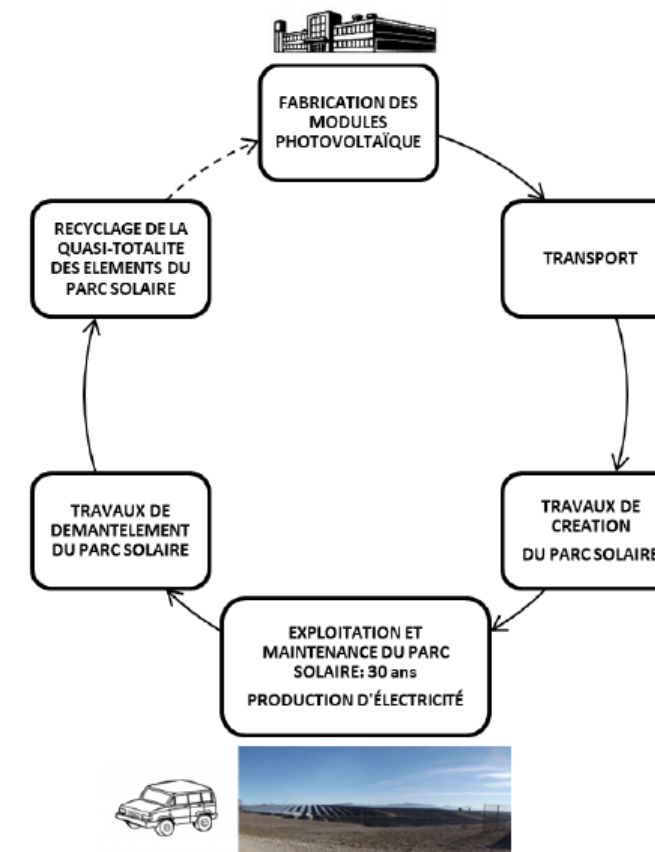 FABRICATION DES
MODULES
PHOTOVOLTAÏQUE
TRANSPORT
TRAVAUX DE
CREATION
DU PARC SOLAIRE
EXPLOITATION ET
MAINTENANCE DU PARC
SOLAIRE: 30 ans
PRODUCTION D'ÉLECTRICITÉ
TRAVAUX DE
DEMANTELEMENT
DU PARC SOLAIRE
RECYCLAGE DE LA
QUASI-TOTALITE
DES ELEMENTS DU
PARC SOLAIRE